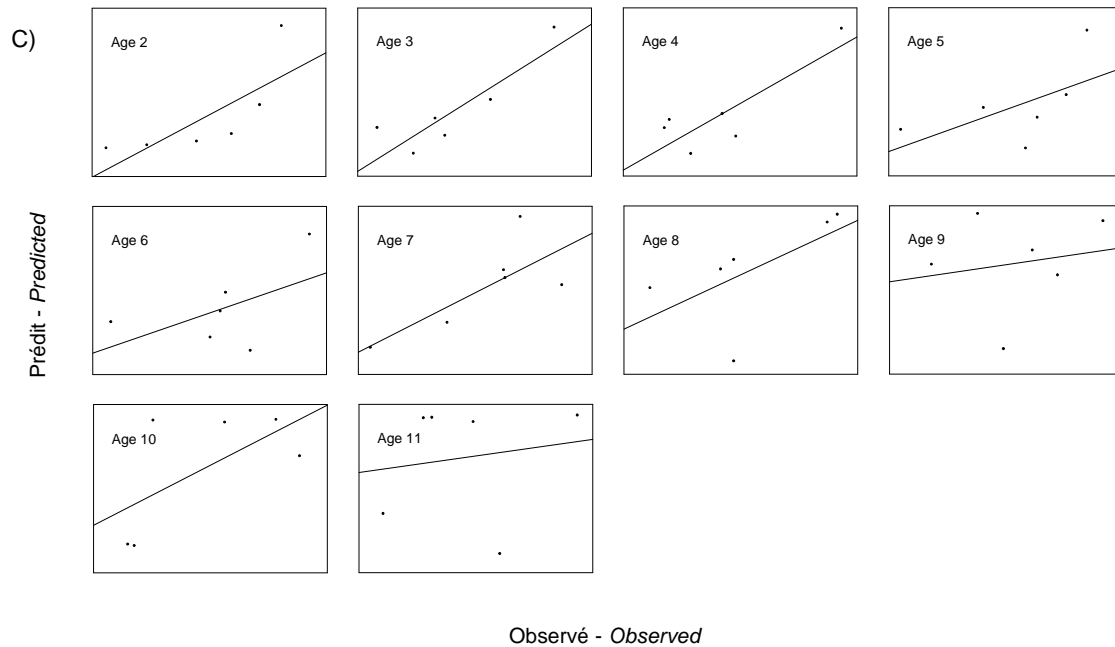 C)
Age 2
Age 3
Age 4
Age 5
Prédit - Predicted
Age 6
Age 7
Age 8
Age 9
Age 10
Age 11
Observé - Observed